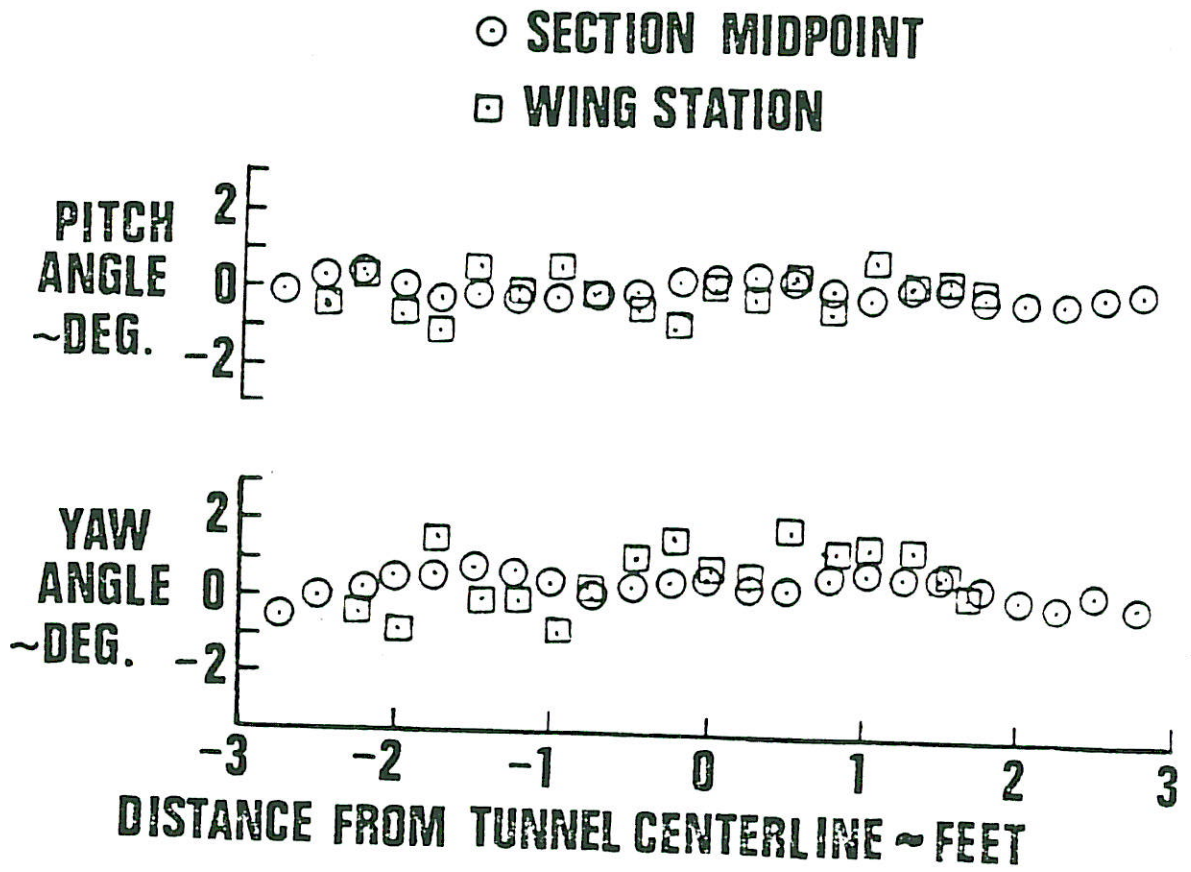 SECTION MIDPOINT
WING STATION
PITCH
ANGLE
~DEG.
2
0
-2
YAW
ANGLE
~DEG.
2
0
-2
-3 -2 -1 0 1 2 3
DISTANCE FROM TUNNEL CENTERLINE ~ FEET